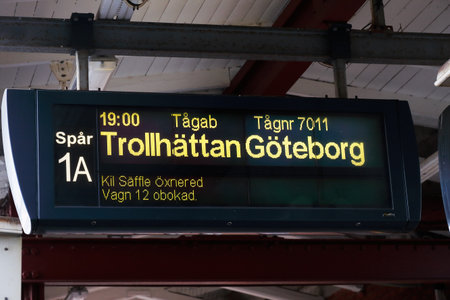 19:00 Tågab Tågnr 7011
Spår
1A
Trollhättan Göteborg
Kil Säffle Öxnered
Vagn 12 obokad.